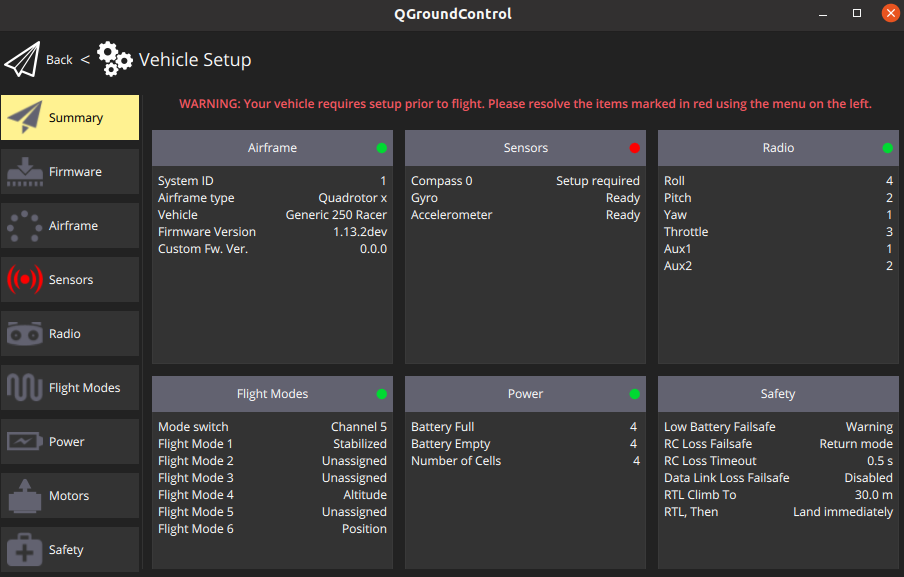 QGroundControl
Back < Vehicle Setup
WARNING: Your vehicle requires setup prior to flight. Please resolve the items marked in red using the menu on the left.
Summary
Firmware
Airframe
Sensors
Radio
Flight Modes
Power
Motors
Safety
Airframe
System ID 1
Airframe type Quadrotor x
Vehicle Generic 250 Racer
Firmware Version 1.13.2dev
Custom Fw. Ver. 0.0.0
Sensors
Compass 0 Setup required
Gyro Ready
Accelerometer Ready
Radio
Roll 4
Pitch 2
Yaw 1
Throttle 3
Aux1 1
Aux2 2
Flight Modes
Mode switch Channel 5
Flight Mode 1 Stabilized
Flight Mode 2 Unassigned
Flight Mode 3 Unassigned
Flight Mode 4 Altitude
Flight Mode 5 Unassigned
Flight Mode 6 Position
Power
Battery Full 4
Battery Empty 4
Number of Cells 4
Safety
Low Battery Failsafe Warning
RC Loss Failsafe Return mode
RC Loss Timeout 0.5 s
Data Link Loss Failsafe Disabled
RTL Climb To 30.0 m
RTL, Then Land immediately